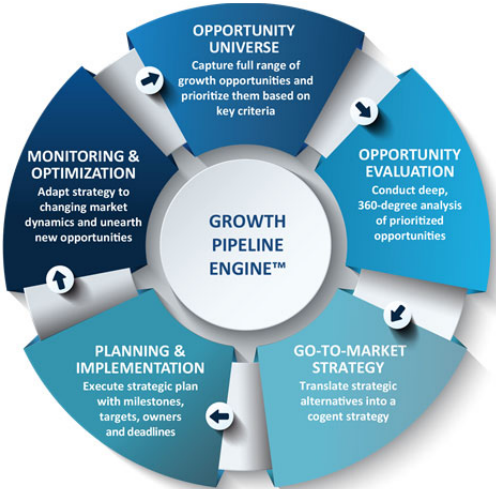 OPPORTUNITY
UNIVERSE
Capture full range of
growth opportunities and
prioritize them based on
key criteria
OPPORTUNITY
EVALUATION
Conduct deep,
360-degree analysis
of prioritized
opportunities
GO-TO-MARKET
STRATEGY
Translate strategic
alternatives into a
cogent strategy
PLANNING &
IMPLEMENTATION
Execute strategic plan
with milestones,
targets, owners
and deadlines
MONITORING &
OPTIMIZATION
Adapt strategy to
changing market
dynamics and unearth
new opportunities
GROWTH
PIPELINE
ENGINE™